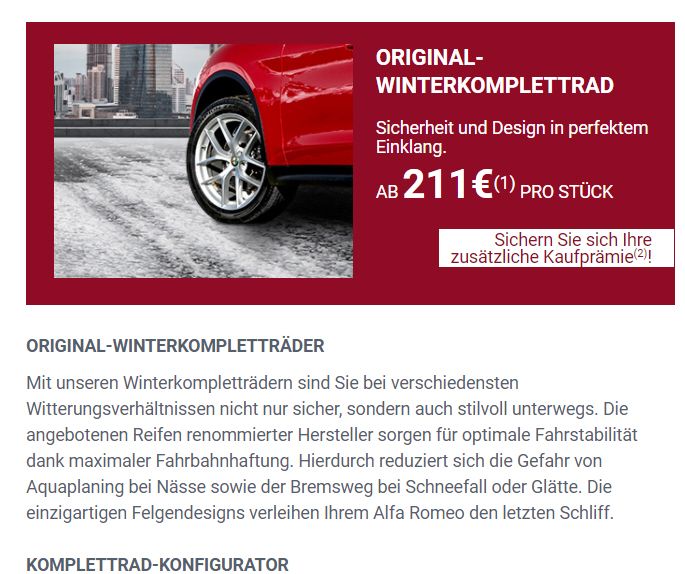 ORIGINAL-
WINTERKOMPLETTRAD
Sicherheit und Design in perfektem
Einklang.
AB 211€(1) PRO STÜCK
Sichern Sie sich Ihre
zusätzliche Kaufprämie(2)!
ORIGINAL-WINTERKOMPLETTRÄDER
Mit unseren Winterkompletträdern sind Sie bei verschiedensten
Witterungsverhältnissen nicht nur sicher, sondern auch stilvoll unterwegs. Die
angebotenen Reifen renommierter Hersteller sorgen für optimale Fahrstabilität
dank maximaler Fahrbahnhaftung. Hierdurch reduziert sich die Gefahr von
Aquaplaning bei Nässe sowie der Bremsweg bei Schneefall oder Glätte. Die
einzigartigen Felgendesigns verleihen Ihrem Alfa Romeo den letzten Schliff.
KOMPLETTRAD-KONFIGURATOR